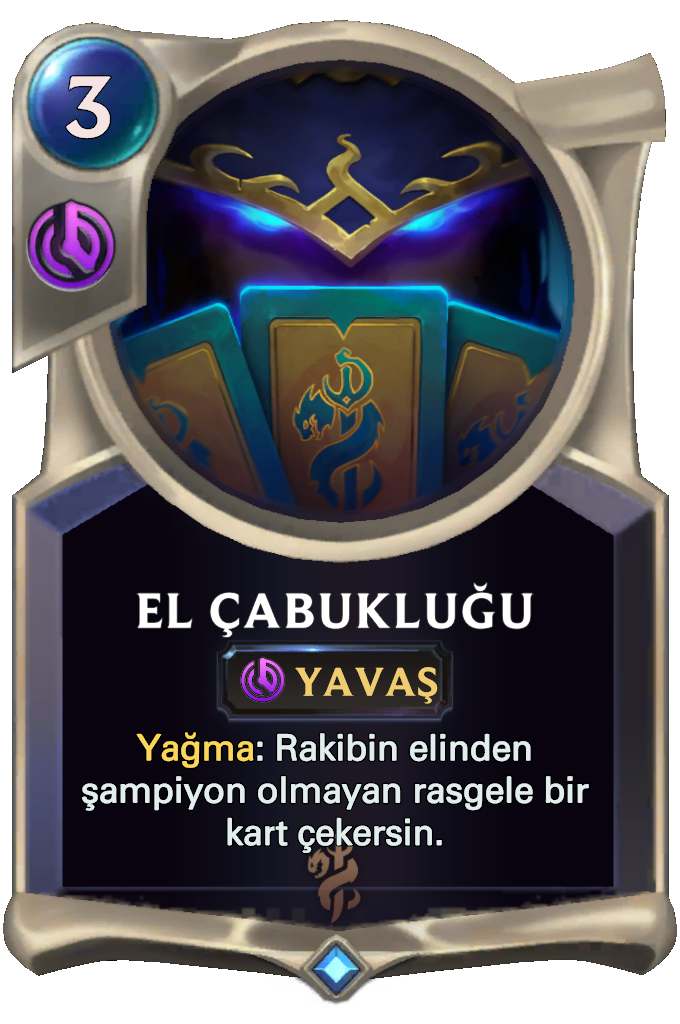 3
EL ÇABUKLUĞU
YAVAŞ
Yağma: Rakibin elinden
şampiyon olmayan rasgele bir
kart çekersin.